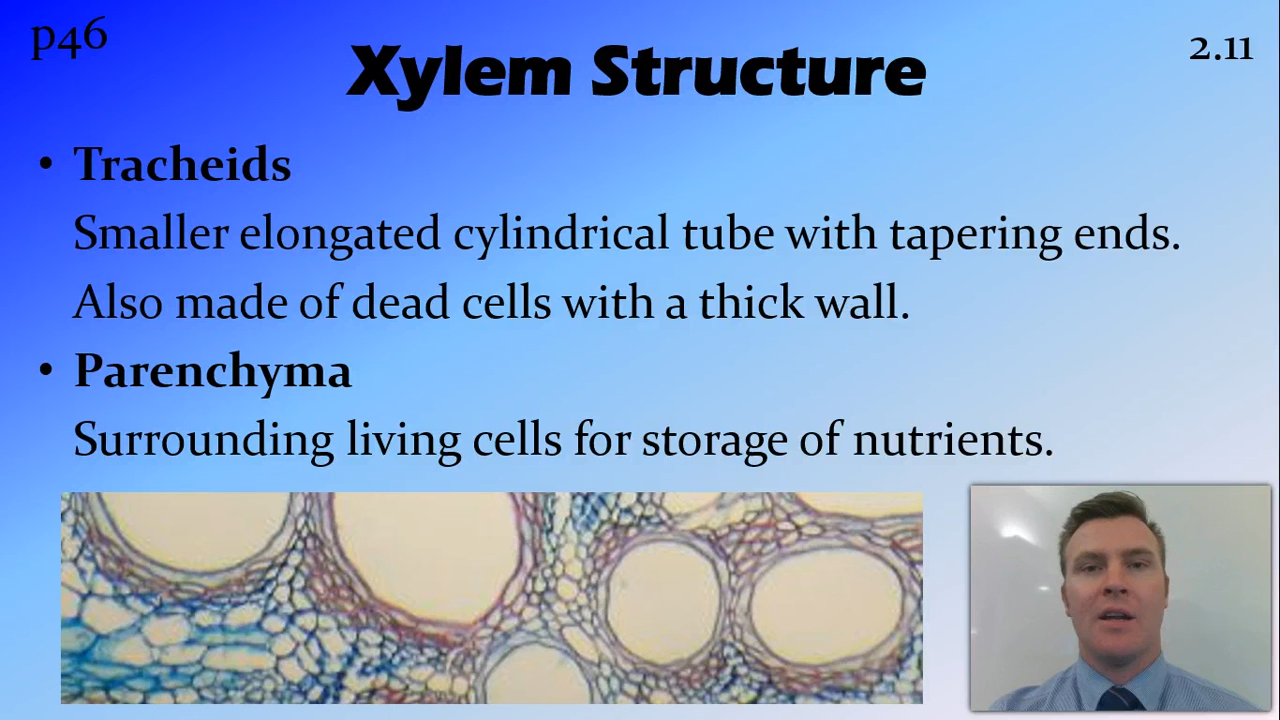 p46
Xylem Structure
2.11
• Tracheids
Smaller elongated cylindrical tube with tapering ends.
Also made of dead cells with a thick wall.
• Parenchyma
Surrounding living cells for storage of nutrients.